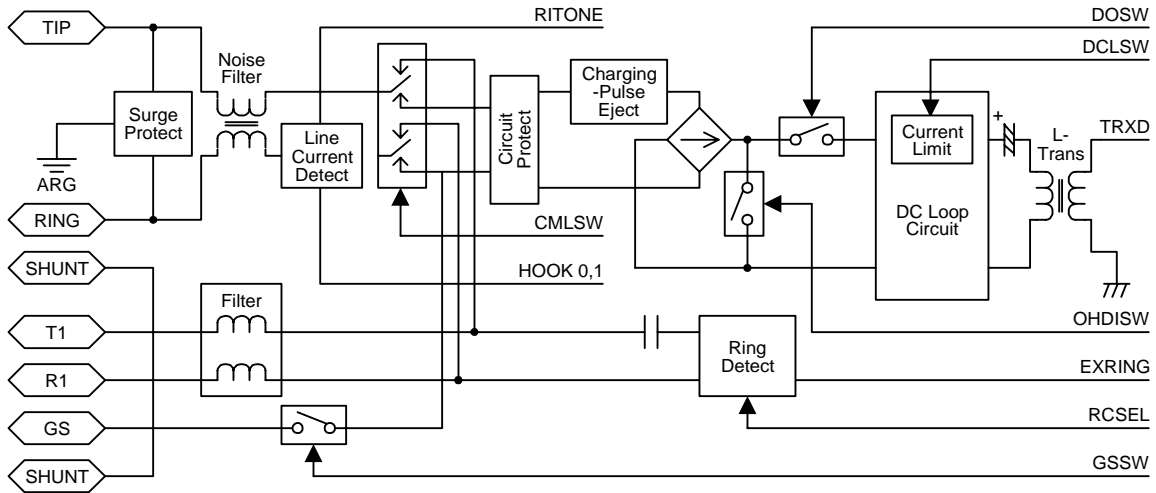 TIP
RITONE
DOSW
DCLSW
Noise
Filter
Surge
Protect
Line
Current
Detect
Circuit
Protect
Charging
-Pulse
Eject
Current
Limit
+
L-
Trans
TRXD
ARG
RING
CMLSW
DC Loop
Circuit
SHUNT
HOOK 0,1
Filter
T1
OHDISW
Ring
Detect
R1
EXRING
GS
RCSEL
SHUNT
GSSW